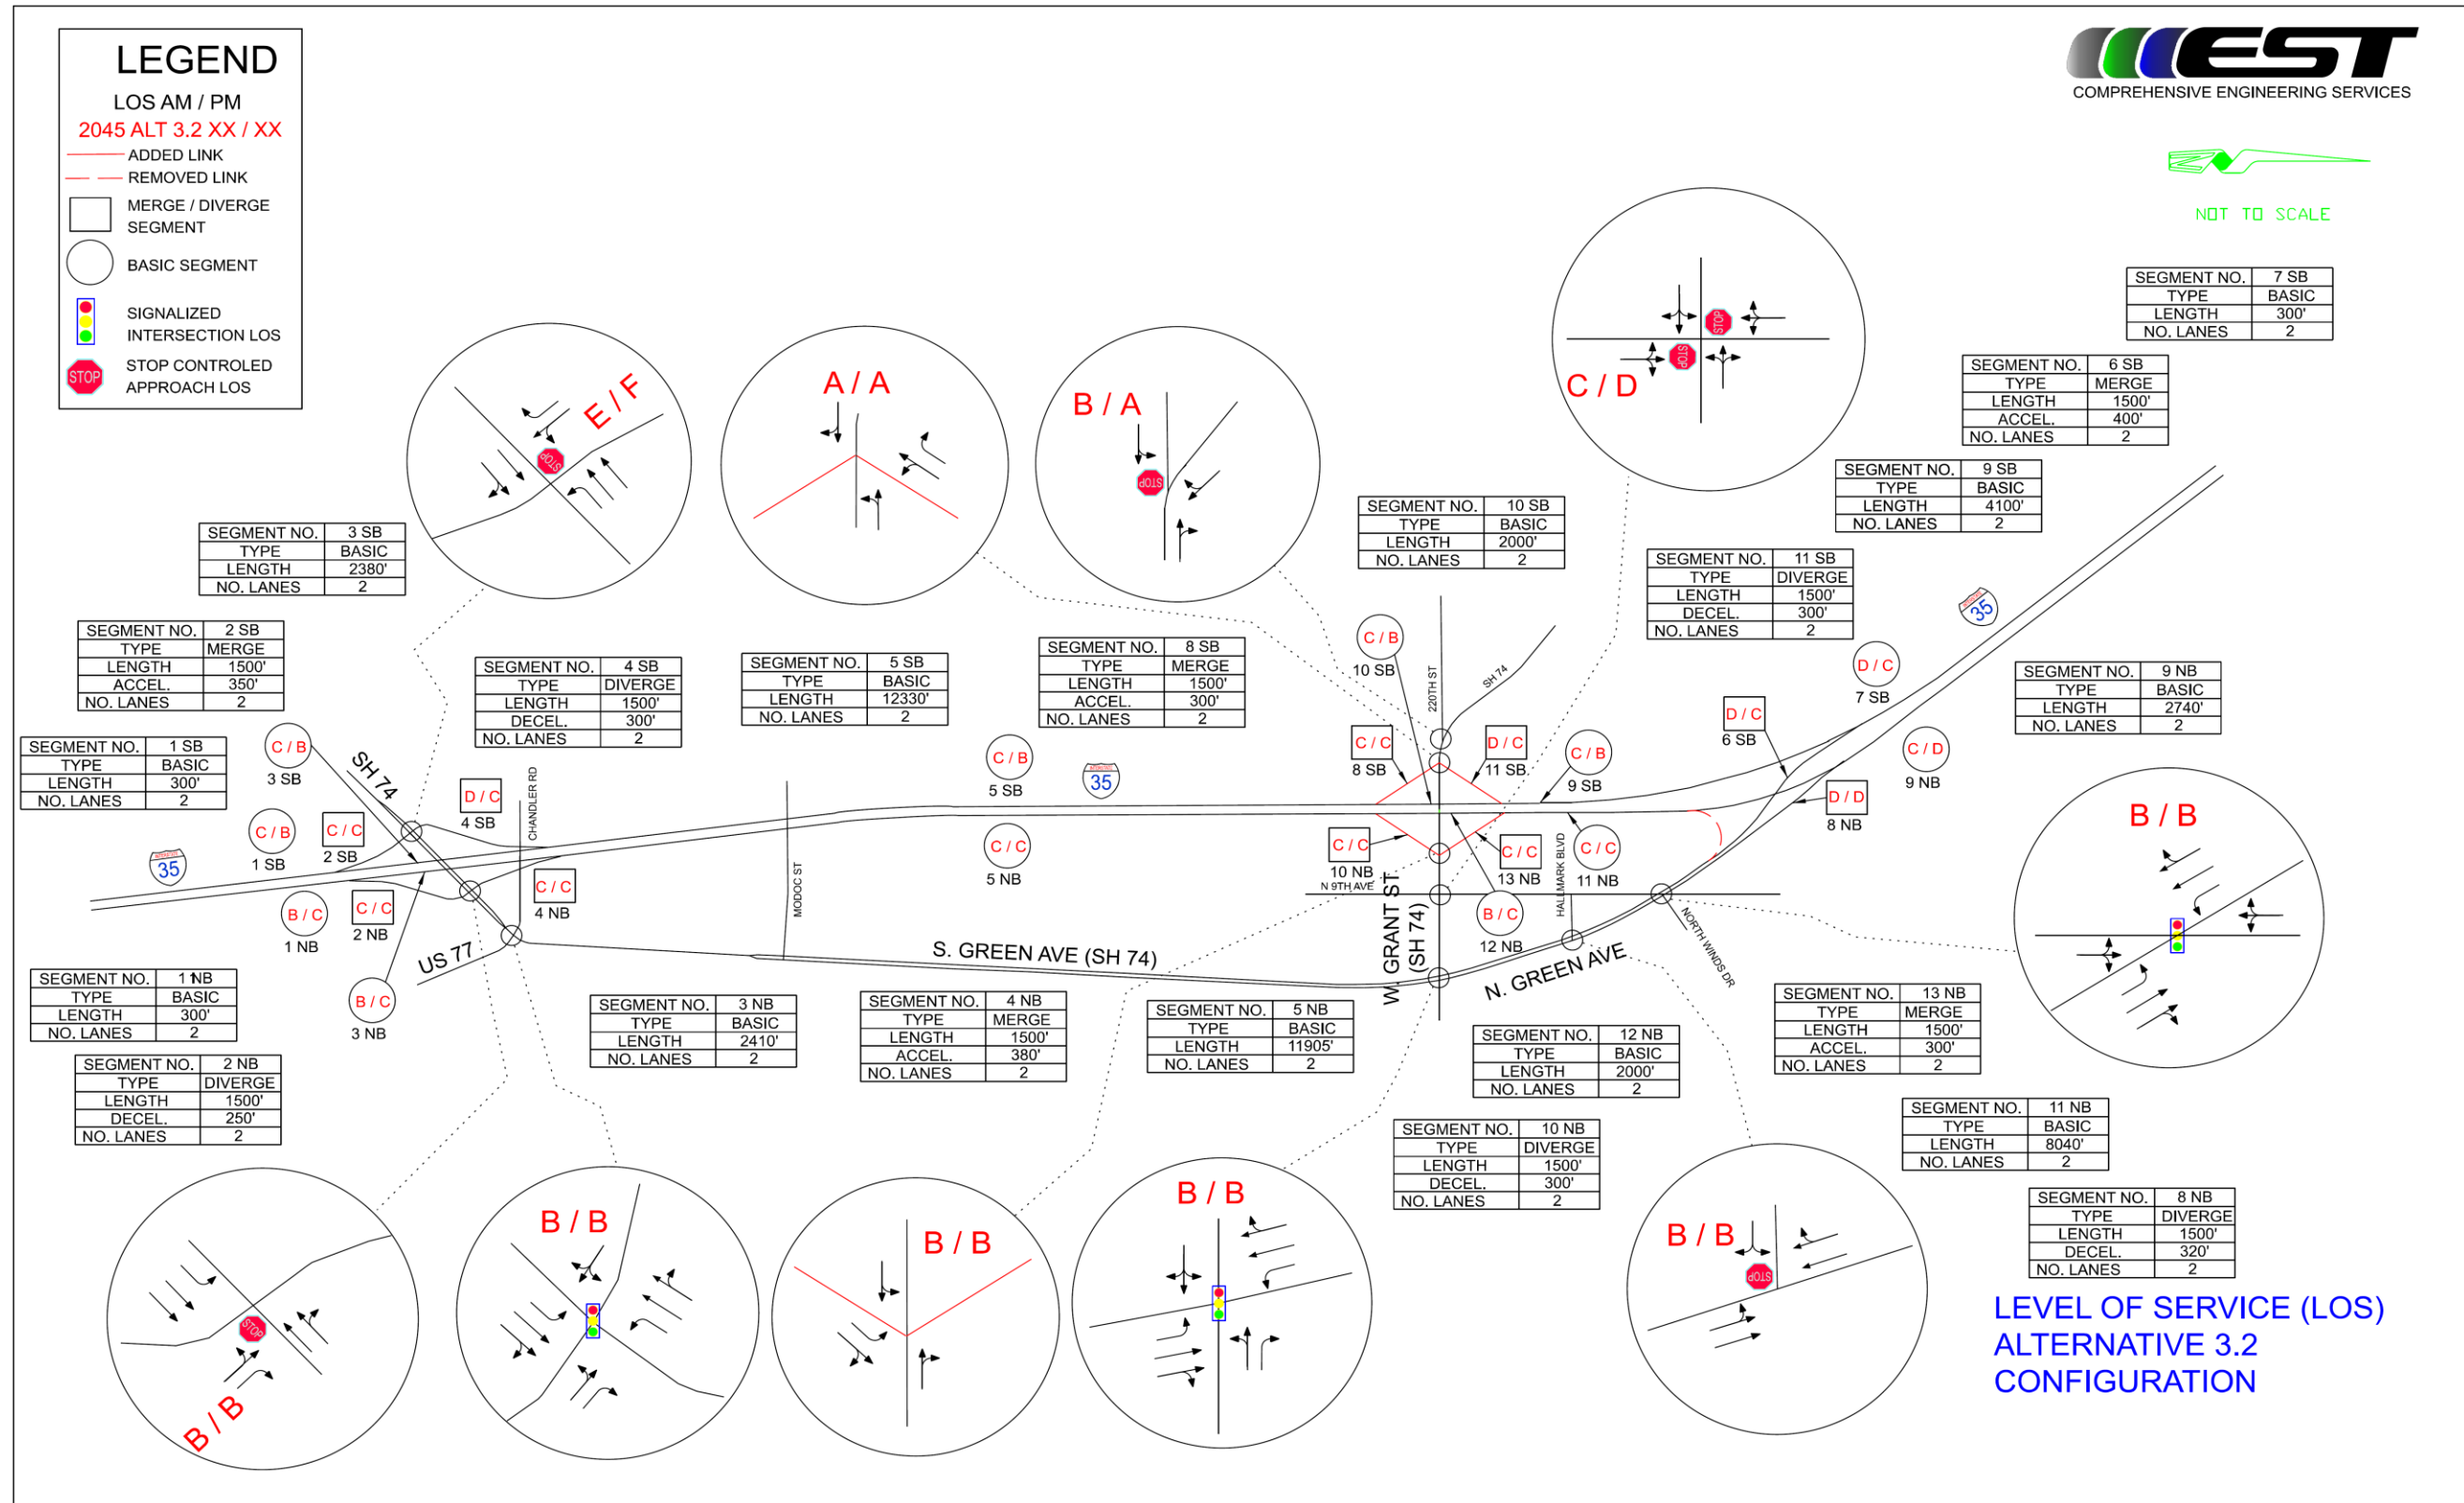 LEGEND
LOS AM / PM
2045 ALT 3.2 XX / XX
ADDED LINK
REMOVED LINK
MERGE / DIVERGE
SEGMENT
BASIC SEGMENT
SIGNALIZED
INTERSECTION LOS
STOP
STOP CONTROLED
APPROACH LOS
EST
COMPREHENSIVE ENGINEERING SERVICES
NOT TO SCALE
E / F
STOP
A / A
B / A
STOP
C / D
STOP
STOP
SEGMENT NO. 7 SB
TYPE BASIC
LENGTH 300'
NO. LANES 2
SEGMENT NO. 6 SB
TYPE MERGE
LENGTH 1500'
ACCEL. 400'
NO. LANES 2
SEGMENT NO. 9 SB
TYPE BASIC
LENGTH 4100'
NO. LANES 2
SEGMENT NO. 10 SB
TYPE BASIC
LENGTH 2000'
NO. LANES 2
SEGMENT NO. 11 SB
TYPE DIVERGE
LENGTH 1500'
DECEL. 300'
NO. LANES 2
SEGMENT NO. 3 SB
TYPE BASIC
LENGTH 2380'
NO. LANES 2
SEGMENT NO. 2 SB
TYPE MERGE
LENGTH 1500'
ACCEL. 350'
NO. LANES 2
SEGMENT NO. 4 SB
TYPE DIVERGE
LENGTH 1500'
DECEL. 300'
NO. LANES 2
SEGMENT NO. 5 SB
TYPE BASIC
LENGTH 12330'
NO. LANES 2
SEGMENT NO. 8 SB
TYPE MERGE
LENGTH 1500'
ACCEL. 300'
NO. LANES 2
SEGMENT NO. 9 NB
TYPE BASIC
LENGTH 2740'
NO. LANES 2
SEGMENT NO. 1 SB
TYPE BASIC
LENGTH 300'
NO. LANES 2
C / B
3 SB
SH 74
D / C
4 SB
CHANDLER RD
C / B
1 SB
C / C
2 SB
35
C / B
5 SB
35
C / C
5 NB
MODOC ST
C / B
10 SB
220TH ST
SH 74
C / C
8 SB
D / C
11 SB
C / B
9 SB
D / C
6 SB
D / C
7 SB
35
C / D
9 NB
D / D
8 NB
B / C
1 NB
C / C
2 NB
C / C
4 NB
B / C
3 NB
US 77
S. GREEN AVE (SH 74)
C / C
10 NB
N 9TH AVE
C / C
13 NB
C / C
11 NB
B / C
12 NB
W. GRANT ST
(SH 74)
HALLMARK BLVD
N. GREEN AVE
NORTH WINDS DR
B / B
SEGMENT NO. 1 NB
TYPE BASIC
LENGTH 300'
NO. LANES 2
SEGMENT NO. 2 NB
TYPE DIVERGE
LENGTH 1500'
DECEL. 250'
NO. LANES 2
SEGMENT NO. 3 NB
TYPE BASIC
LENGTH 2410'
NO. LANES 2
SEGMENT NO. 4 NB
TYPE MERGE
LENGTH 1500'
ACCEL. 380'
NO. LANES 2
SEGMENT NO. 5 NB
TYPE BASIC
LENGTH 11905'
NO. LANES 2
SEGMENT NO. 12 NB
TYPE BASIC
LENGTH 2000'
NO. LANES 2
SEGMENT NO. 13 NB
TYPE MERGE
LENGTH 1500'
ACCEL. 300'
NO. LANES 2
SEGMENT NO. 10 NB
TYPE DIVERGE
LENGTH 1500'
DECEL. 300'
NO. LANES 2
SEGMENT NO. 11 NB
TYPE BASIC
LENGTH 8040'
NO. LANES 2
SEGMENT NO. 8 NB
TYPE DIVERGE
LENGTH 1500'
DECEL. 320'
NO. LANES 2
STOP
B / B
B / B
B / B
B / B
B / B
STOP
LEVEL OF SERVICE (LOS)
ALTERNATIVE 3.2
CONFIGURATION